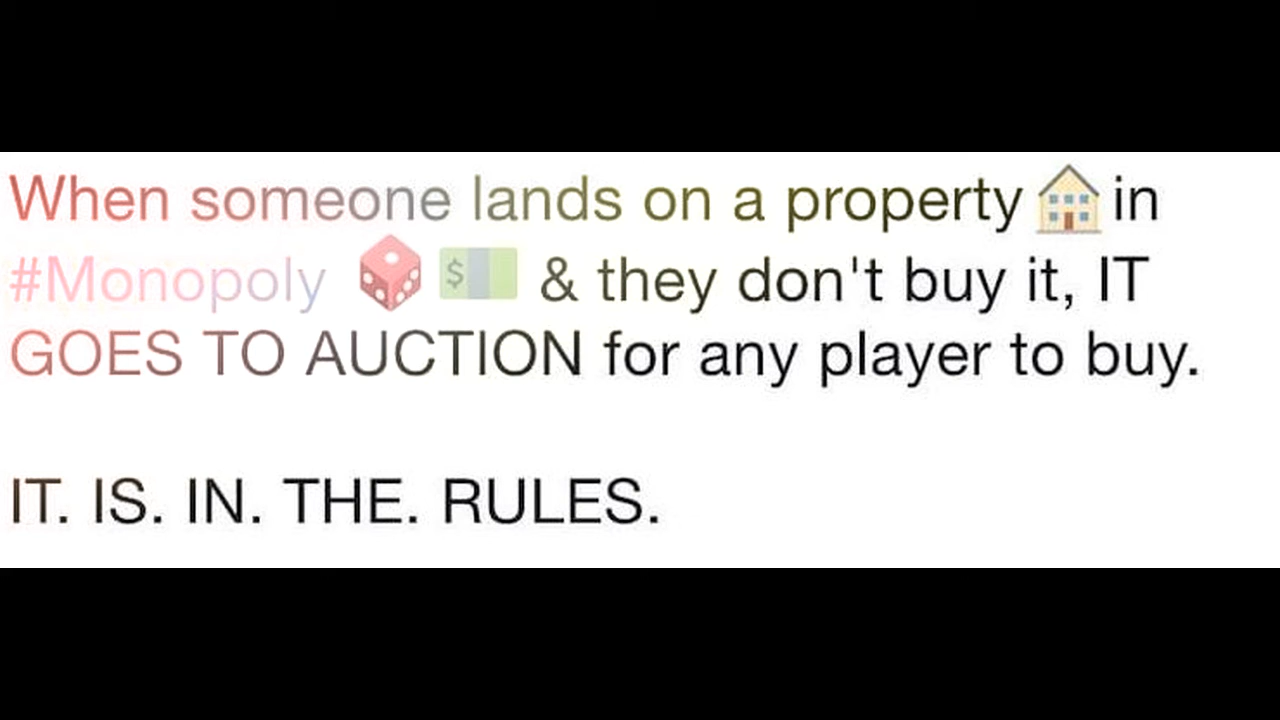 When someone lands on a property🏠in
#Monopoly 🎲💵 & they don't buy it, IT
GOES TO AUCTION for any player to buy.
IT. IS. IN. THE. RULES.